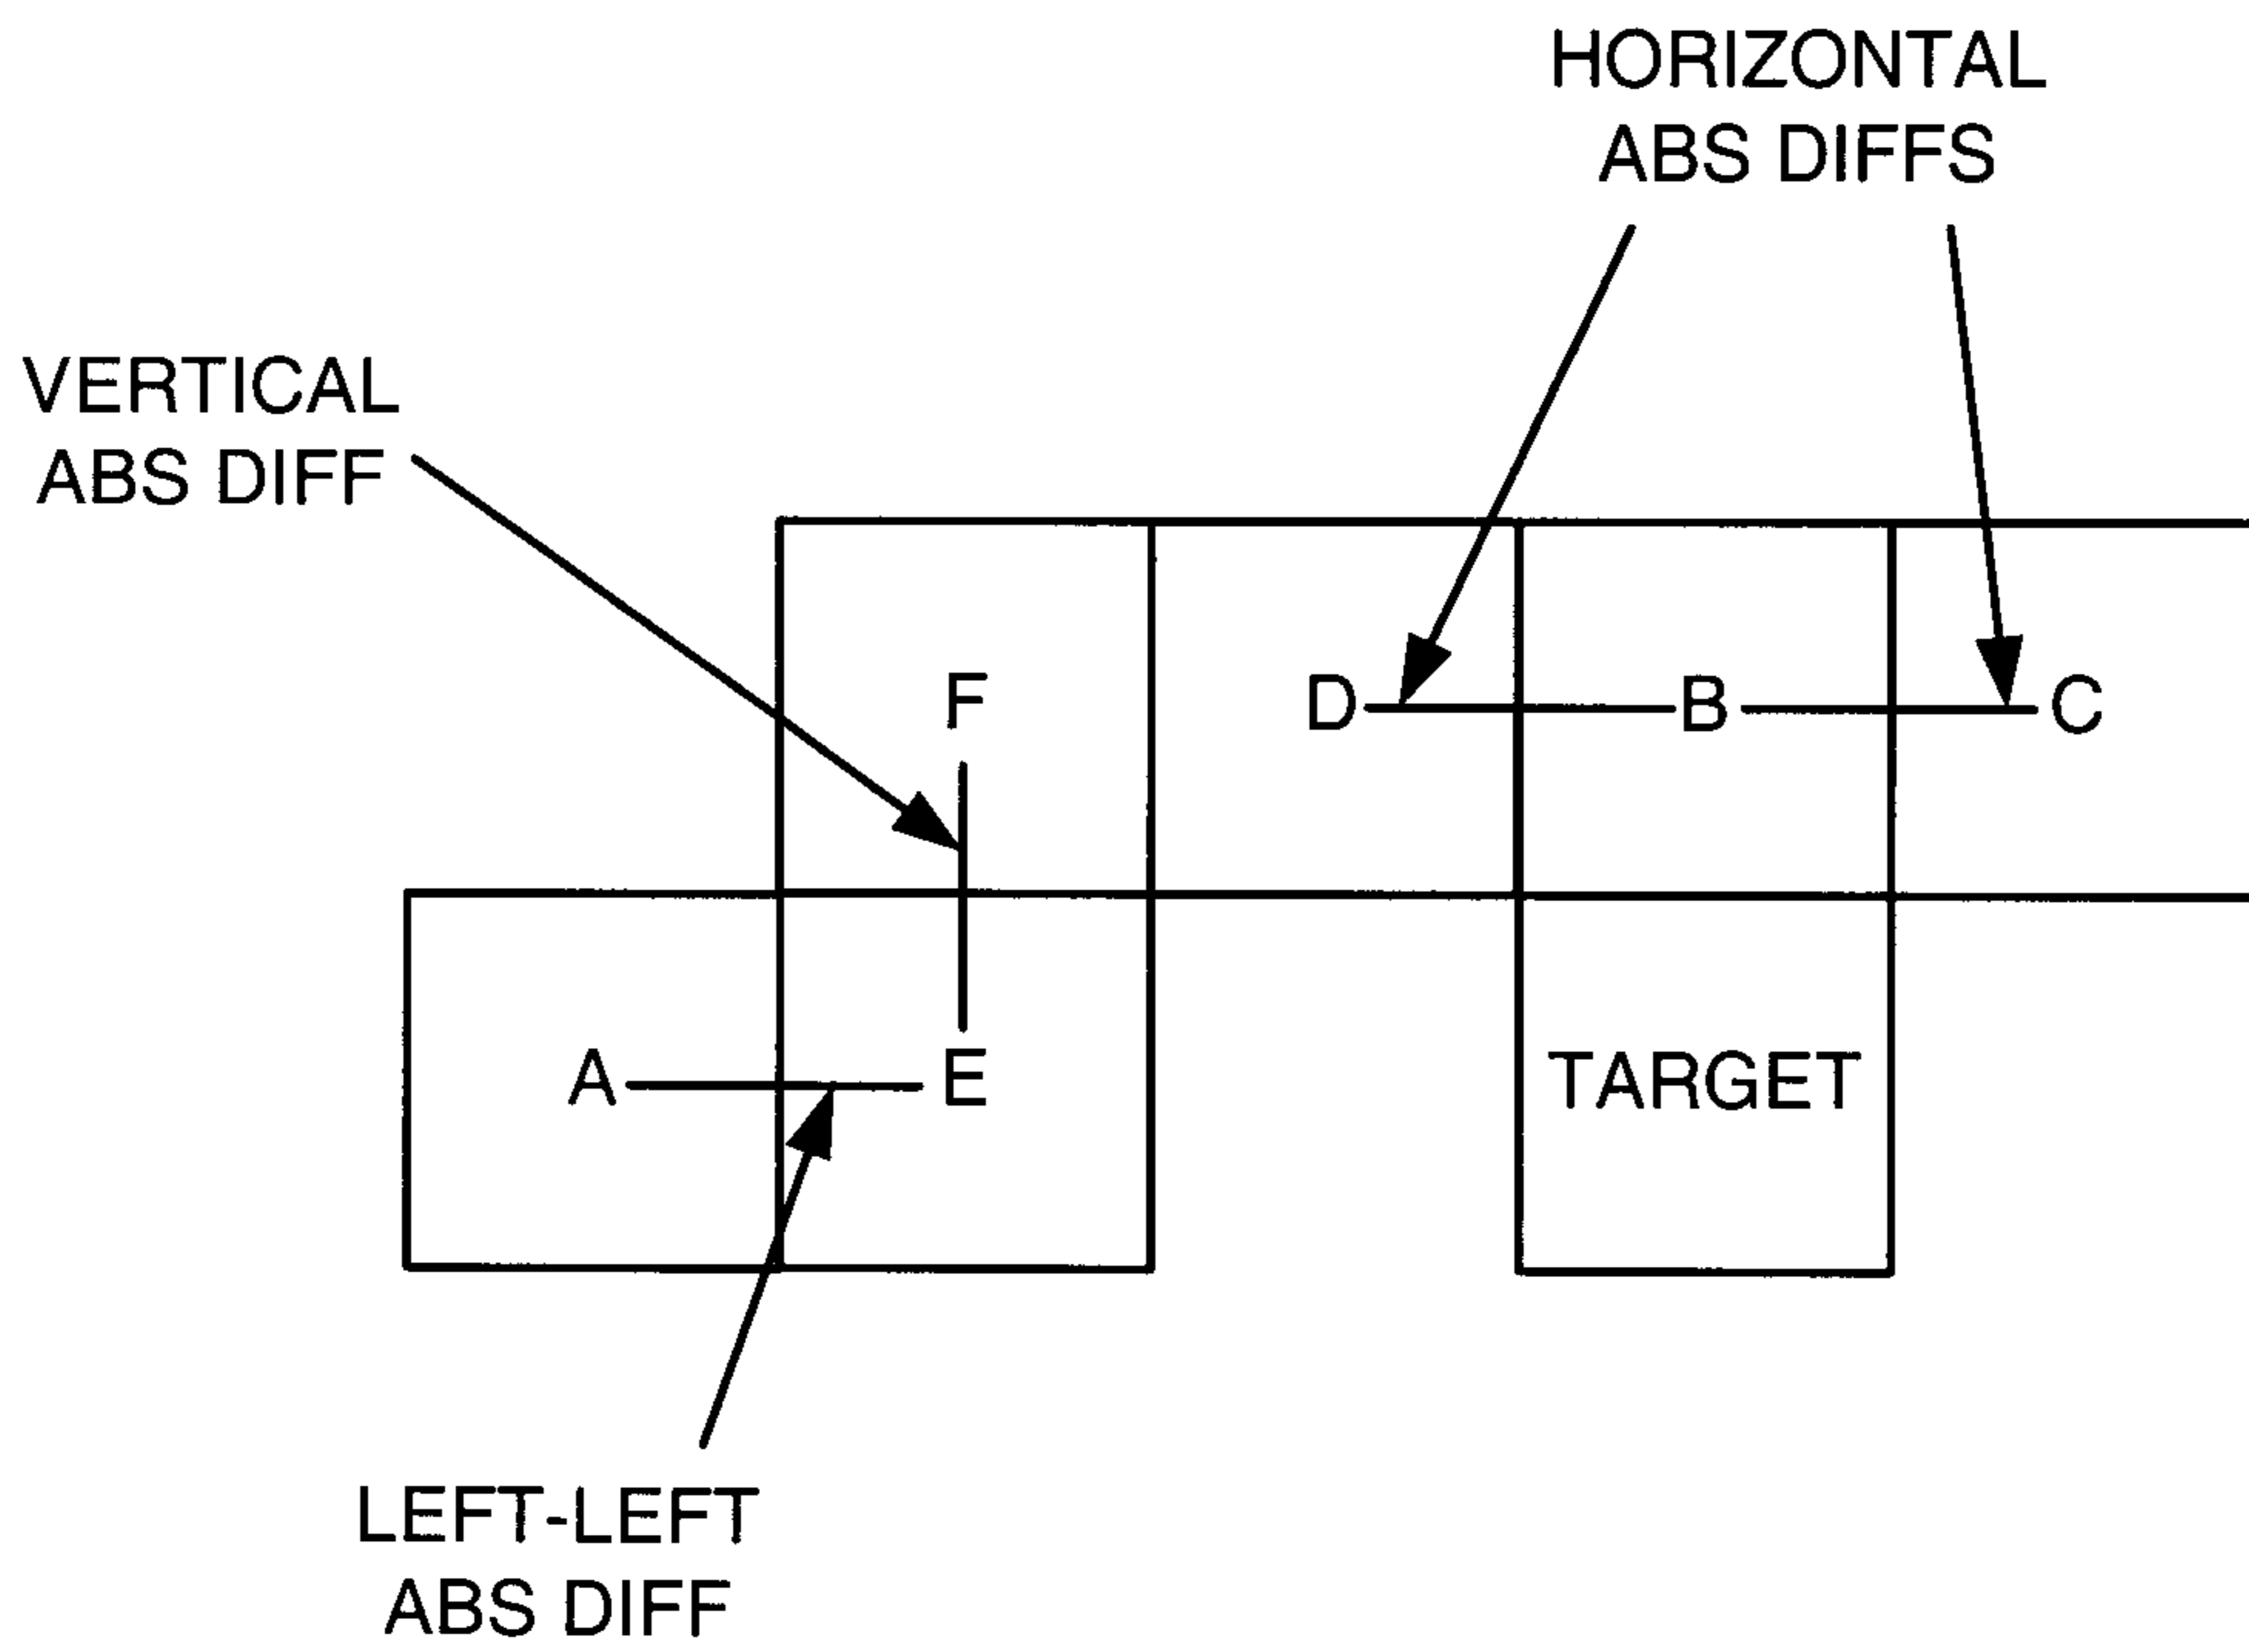 HORIZONTAL
ABS DIFFS
VERTICAL
ABS DIFF
F
D B C
A E TARGET
LEFT-LEFT
ABS DIFF